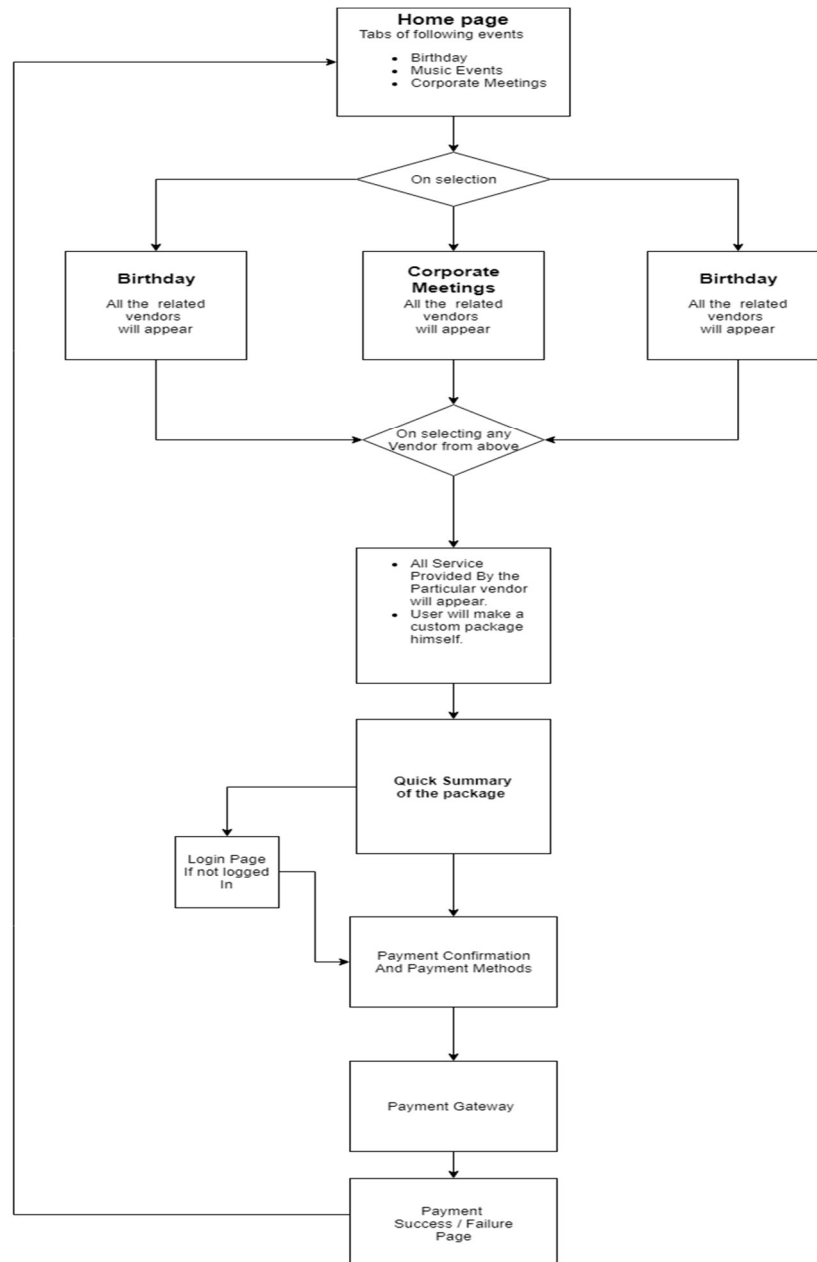 Home page
Tabs of following events
• Birthday
• Music Events
• Corporate Meetings
On selection
Birthday
All the related
vendors
will appear
Corporate
Meetings
All the related
vendors
will appear
Birthday
All the related
vendors
will appear
On selecting any
Vendor from above
• All Service
Provided By the
Particular vendor
will appear.
• User will make a
custom package
himself.
Quick Summary
of the package
Login Page
If not logged
In
Payment Confirmation
And Payment Methods
Payment Gateway
Payment
Success / Failure
Page